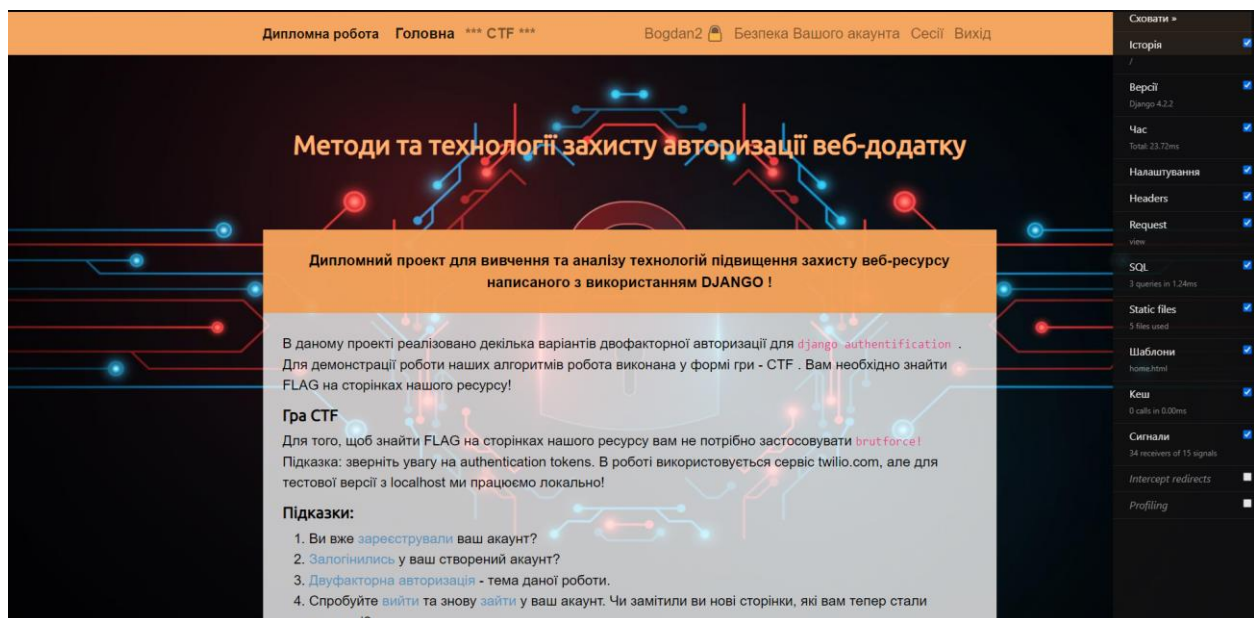 Дипломна робота Головна *** CTF *** Bogdan2 🔒 Безпека Вашого акаунта Сесії Вихід
Методи та технології захисту авторизації веб-додатку
Дипломний проект для вивчення та аналізу технологій підвищення захисту веб-ресурсу
написаного з використанням DJANGO !
В даному проекті реалізовано декілька варіантів двофакторної авторизації для django authentification .
Для демонстрації роботи наших алгоритмів робота виконана у формі гри - CTF . Вам необхідно знайти
FLAG на сторінках нашого ресурсу!
Гра CTF
Для того, щоб знайти FLAG на сторінках нашого ресурсу вам не потрібно застосовувати brutforce!
Підказка: зверніть увагу на authentication tokens. В роботі використовується сервіс twilio.com, але для
тестової версії з localhost ми працюємо локально!
Підказки:
1. Ви вже зареєстрували ваш акаунт?
2. Залогінились у ваш створений акаунт?
3. Двуфакторна авторизація - тема даної роботи.
4. Спробуйте вийти та знову зайти у ваш акаунт. Чи замітили ви нові сторінки, які вам тепер стали
Сховати »
Історія
/
Версії
Django 4.2.2
Час
Total: 23.72ms
Налаштування
Headers
Request
view
SQL
3 queries in 1.24ms
Static files
5 files used
Шаблони
home.html
Кеш
0 calls in 0.00ms
Сигнали
34 receivers of 15 signals
Intercept redirects
Profiling